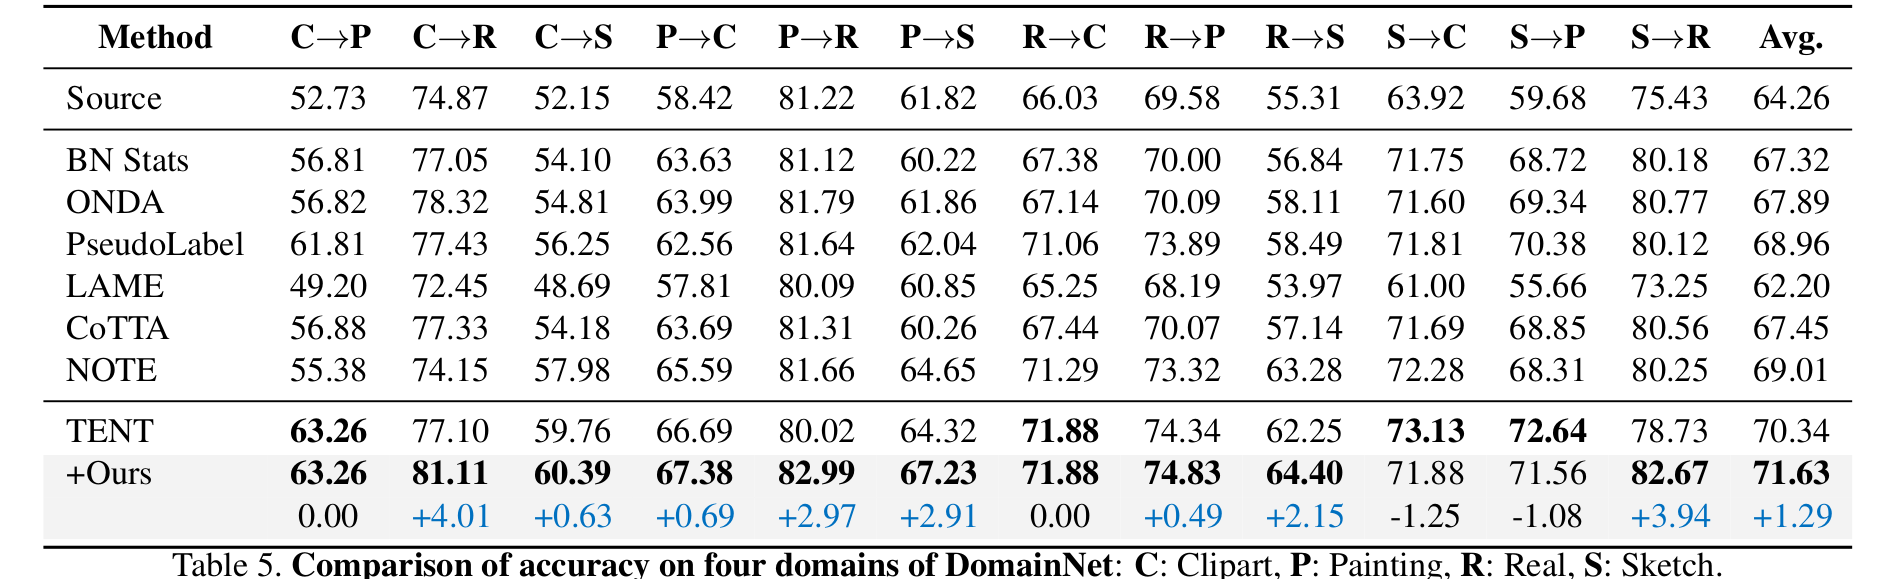 Method C→P C→R C→S P→C P→R P→S R→C R→P R→S S→C S→P S→R Avg.
Source 52.73 74.87 52.15 58.42 81.22 61.82 66.03 69.58 55.31 63.92 59.68 75.43 64.26
BN Stats 56.81 77.05 54.10 63.63 81.12 60.22 67.38 70.00 56.84 71.75 68.72 80.18 67.32
ONDA 56.82 78.32 54.81 63.99 81.79 61.86 67.14 70.09 58.11 71.60 69.34 80.77 67.89
PseudoLabel 61.81 77.43 56.25 62.56 81.64 62.04 71.06 73.89 58.49 71.81 70.38 80.12 68.96
LAME 49.20 72.45 48.69 57.81 80.09 60.85 65.25 68.19 53.97 61.00 55.66 73.25 62.20
CoTTA 56.88 77.33 54.18 63.69 81.31 60.26 67.44 70.07 57.14 71.69 68.85 80.56 67.45
NOTE 55.38 74.15 57.98 65.59 81.66 64.65 71.29 73.32 63.28 72.28 68.31 80.25 69.01
TENT 63.26 77.10 59.76 66.69 80.02 64.32 71.88 74.34 62.25 73.13 72.64 78.73 70.34
+Ours 63.26 81.11 60.39 67.38 82.99 67.23 71.88 74.83 64.40 71.88 71.56 82.67 71.63
0.00 +4.01 +0.63 +0.69 +2.97 +2.91 0.00 +0.49 +2.15 -1.25 -1.08 +3.94 +1.29
Table 5. Comparison of accuracy on four domains of DomainNet: C: Clipart, P: Painting, R: Real, S: Sketch.